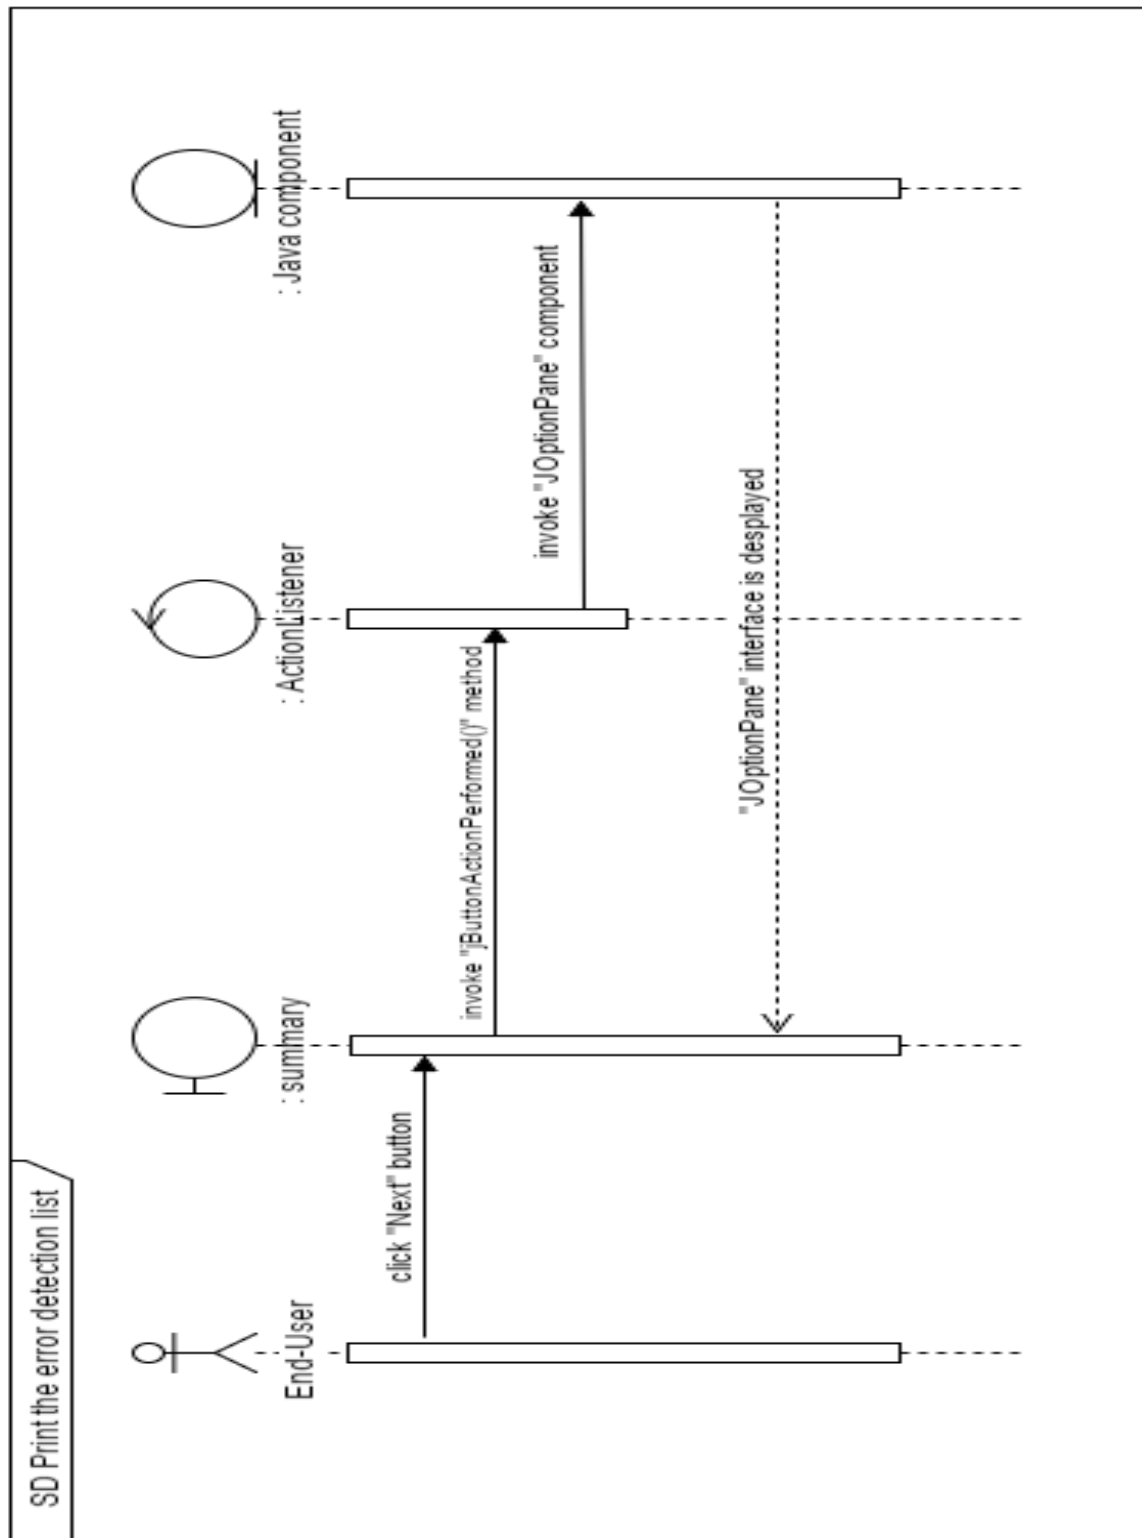 SD Print the error detection list
End-User
: summary
: ActionListener
: Java component
click "Next" button
invoke "jButtonActionPerformed()" method
invoke "JOptionPane" component
"JOptionPane" interface is desplayed